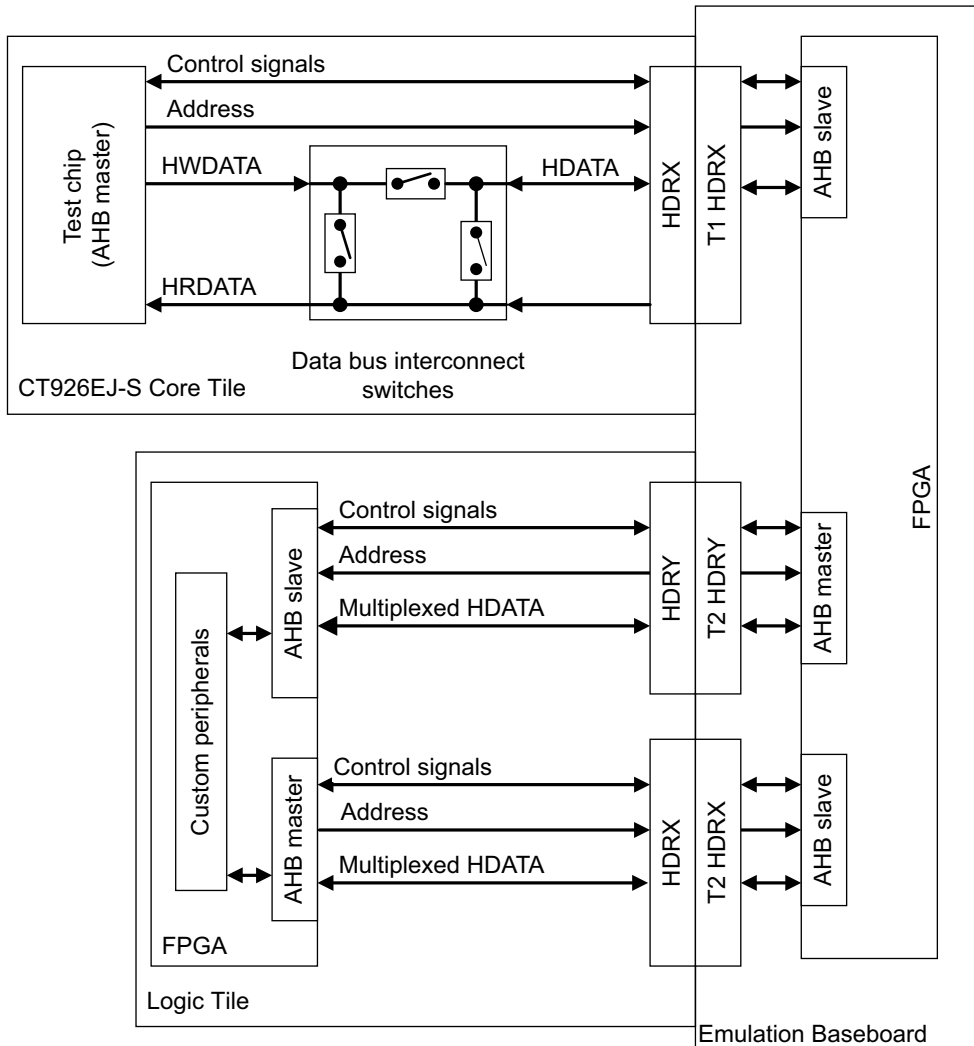 Control signals
Address
HWDATA
HDATA
HRDATA
Test chip
(AHB master)
HDRX
T1 HDRX
AHB slave
Data bus interconnect
switches
CT926EJ-S Core Tile
FPGA
Control signals
Address
Multiplexed HDATA
AHB slave
HDRY
T2 HDRY
AHB master
Custom peripherals
Control signals
Address
Multiplexed HDATA
AHB master
HDRX
T2 HDRX
AHB slave
FPGA
Logic Tile
Emulation Baseboard